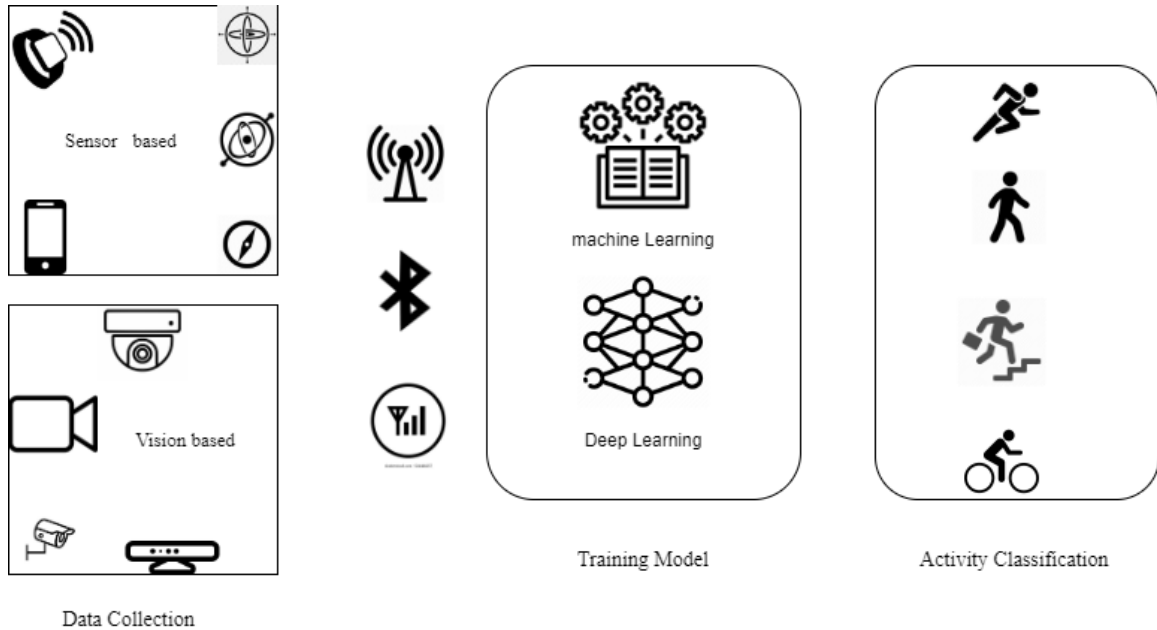 Sensor based
machine Learning
Vision based
Deep Learning
Training Model
Activity Classification
Data Collection